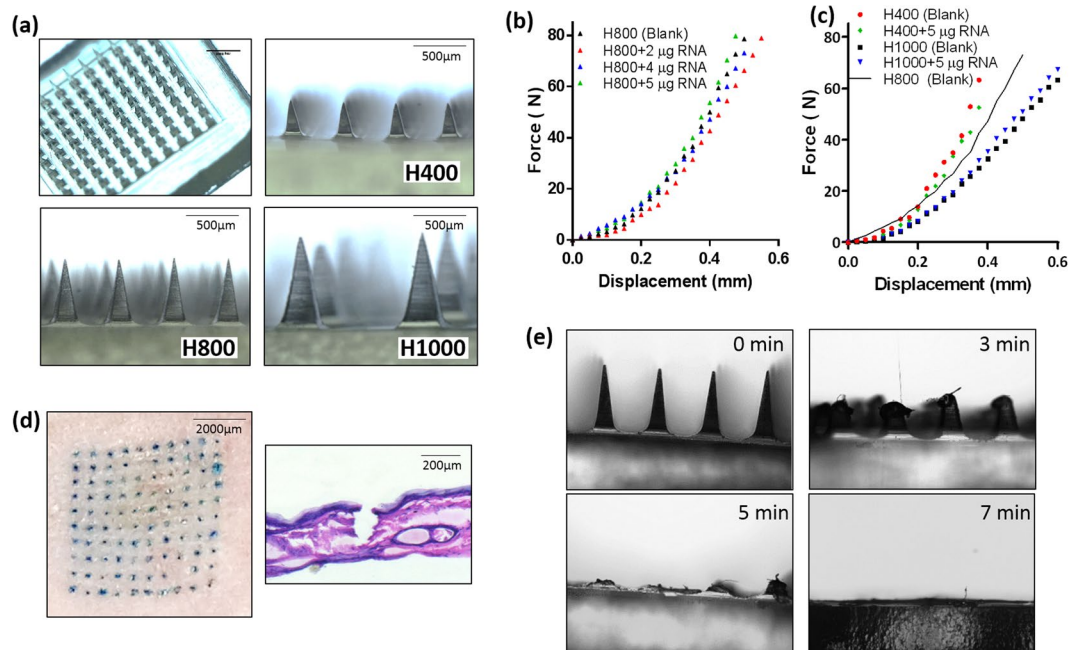 (a)
500μm
H400
500μm
H800
500μm
H1000
(b)
H800 (Blank)
H800+2 μg RNA
H800+4 μg RNA
H800+5 μg RNA
80
60
40
20
0
Force ( N)
0.0 0.2 0.4 0.6
Displacement (mm)
(c)
H400 (Blank)
H400+5 μg RNA
H1000 (Blank)
H1000+5 μg RNA
H800 (Blank)
80
60
40
20
0
Force ( N)
0.0 0.2 0.4 0.6
Displacement (mm)
(d)
2000μm
200μm
(e)
0 min
3 min
5 min
7 min